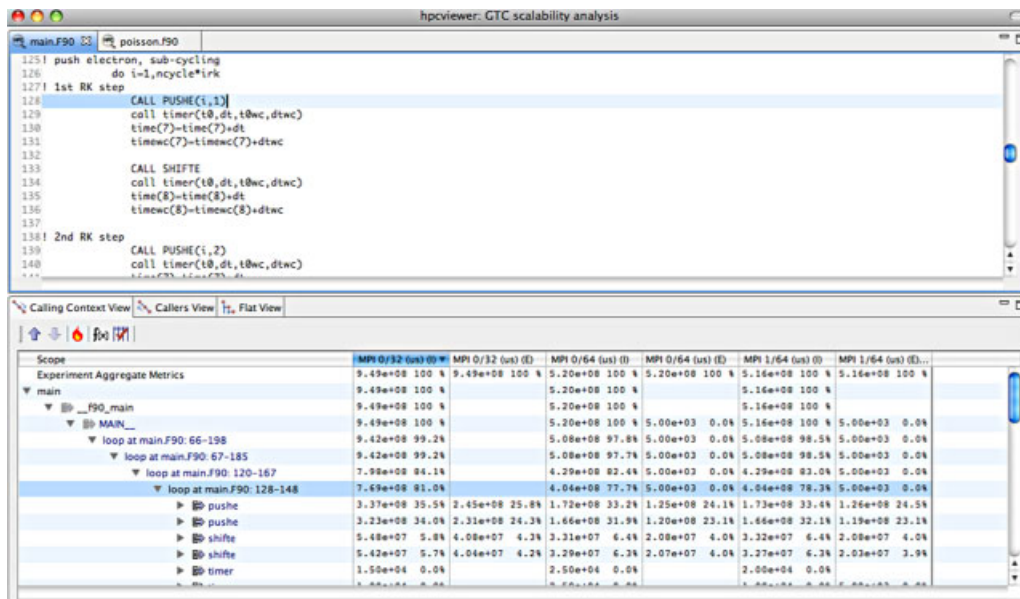 hpcviewer: GTC scalability analysis
main.F90 poisson.f90
125! push electron, sub-cycling
126 do i=1,ncycle*irk
127! 1st RK step
128 CALL PUSHE(i,1)
129 call timer(t0,dt,t0wc,dtwc)
130 time(7)=time(7)+dt
131 timewc(7)=timewc(7)+dtwc
132
133 CALL SHIFTE
134 call timer(t0,dt,t0wc,dtwc)
135 time(8)=time(8)+dt
136 timewc(8)=timewc(8)+dtwc
137
138! 2nd RK step
139 CALL PUSHE(i,2)
140 call timer(t0,dt,t0wc,dtwc)
Calling Context View Callers View Flat View
f(x)
Scope MPI 0/32 (us) (I) MPI 0/32 (us) (E) MPI 0/64 (us) (I) MPI 0/64 (us) (E) MPI 1/64 (us) (I) MPI 1/64 (us) (E)...
Experiment Aggregate Metrics 9.49e+08 100 % 9.49e+08 100 % 5.20e+08 100 % 5.20e+08 100 % 5.16e+08 100 % 5.16e+08 100 %
main 9.49e+08 100 % 5.20e+08 100 % 5.16e+08 100 %
__f90_main 9.49e+08 100 % 5.20e+08 100 % 5.16e+08 100 %
MAIN__ 9.49e+08 100 % 5.20e+08 100 % 5.00e+03 0.0% 5.16e+08 100 % 5.00e+03 0.0%
loop at main.F90: 66-198 9.42e+08 99.2% 5.08e+08 97.8% 5.00e+03 0.0% 5.08e+08 98.5% 5.00e+03 0.0%
loop at main.F90: 67-185 9.42e+08 99.2% 5.08e+08 97.7% 5.00e+03 0.0% 5.08e+08 98.5% 5.00e+03 0.0%
loop at main.F90: 120-167 7.98e+08 84.1% 4.29e+08 82.4% 5.00e+03 0.0% 4.29e+08 83.0% 5.00e+03 0.0%
loop at main.F90: 128-148 7.69e+08 81.0% 4.04e+08 77.7% 5.00e+03 0.0% 4.04e+08 78.3% 5.00e+03 0.0%
pushe 3.37e+08 35.5% 2.45e+08 25.8% 1.72e+08 33.2% 1.25e+08 24.1% 1.73e+08 33.4% 1.26e+08 24.5%
pushe 3.23e+08 34.0% 2.31e+08 24.3% 1.66e+08 31.9% 1.20e+08 23.1% 1.66e+08 32.1% 1.19e+08 23.1%
shifte 5.48e+07 5.8% 4.08e+07 4.3% 3.31e+07 6.4% 2.08e+07 4.0% 3.32e+07 6.4% 2.08e+07 4.0%
shifte 5.42e+07 5.7% 4.04e+07 4.2% 3.29e+07 6.3% 2.07e+07 4.0% 3.27e+07 6.3% 2.03e+07 3.9%
timer 1.50e+04 0.0% 2.50e+04 0.0% 2.00e+04 0.0%